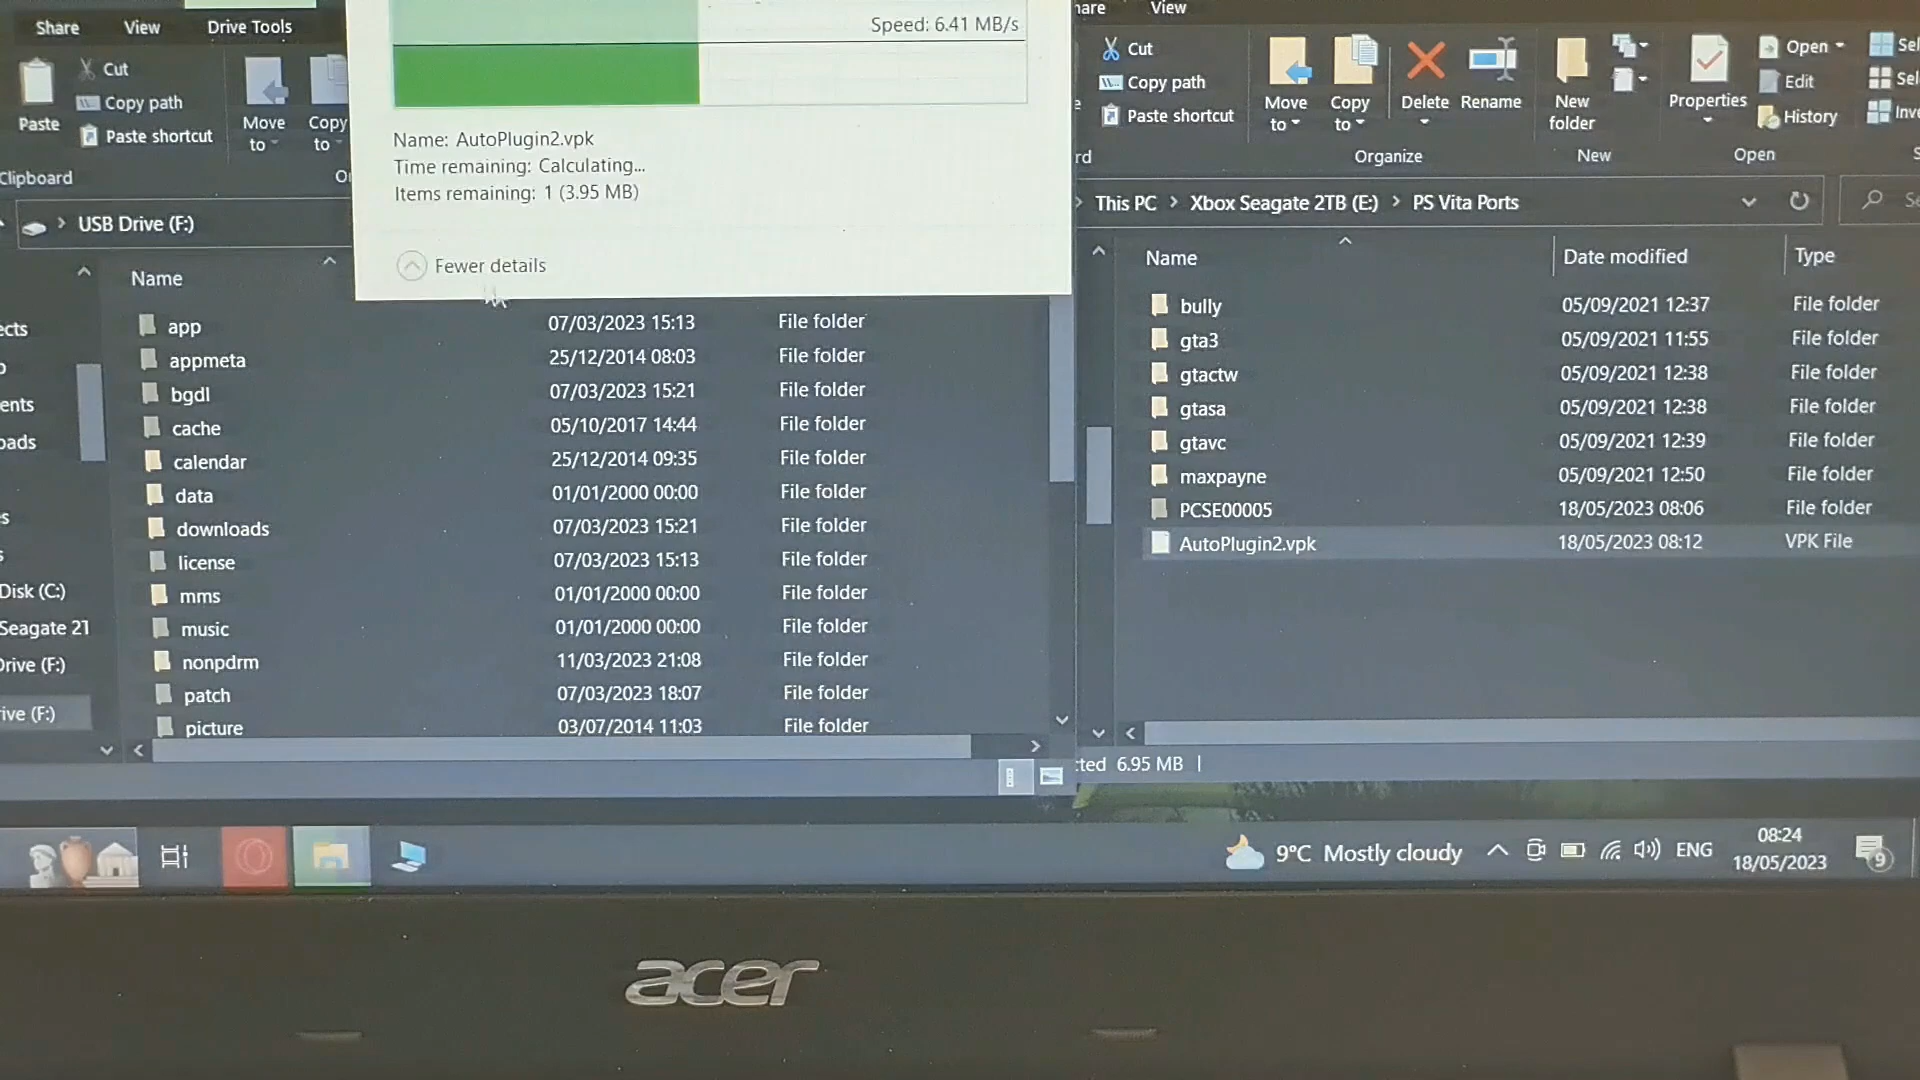 Share View Drive Tools
Paste
Cut
Copy path
Paste shortcut
Move to
Copy to
Clipboard
USB Drive (F:)
Name
app 07/03/2023 15:13 File folder
appmeta 25/12/2014 08:03 File folder
bgdl 07/03/2023 15:21 File folder
cache 05/10/2017 14:44 File folder
calendar 25/12/2014 09:35 File folder
data 01/01/2000 00:00 File folder
downloads 07/03/2023 15:21 File folder
license 07/03/2023 15:13 File folder
mms 01/01/2000 00:00 File folder
music 01/01/2000 00:00 File folder
nonpdrm 11/03/2023 21:08 File folder
patch 07/03/2023 18:07 File folder
picture 03/07/2014 11:03 File folder
ects
ents
oads
Disk (C:)
Seagate 2T
Drive (F:)
ive (F:)
Speed: 6.41 MB/s
Name: AutoPlugin2.vpk
Time remaining: Calculating...
Items remaining: 1 (3.95 MB)
Fewer details
hare View
Cut
Copy path
Paste shortcut
Move to
Copy to
Delete
Rename
New folder
Properties
Open
Edit
History
Sel
Sel
Inve
rd Organize New Open
This PC > Xbox Seagate 2TB (E:) > PS Vita Ports
Name Date modified Type
bully 05/09/2021 12:37 File folder
gta3 05/09/2021 11:55 File folder
gtactw 05/09/2021 12:38 File folder
gtasa 05/09/2021 12:38 File folder
gtavc 05/09/2021 12:39 File folder
maxpayne 05/09/2021 12:50 File folder
PCSE00005 18/05/2023 08:06 File folder
AutoPlugin2.vpk 18/05/2023 08:12 VPK File
cted 6.95 MB
9°C Mostly cloudy ENG 08:24
18/05/2023
9
acer